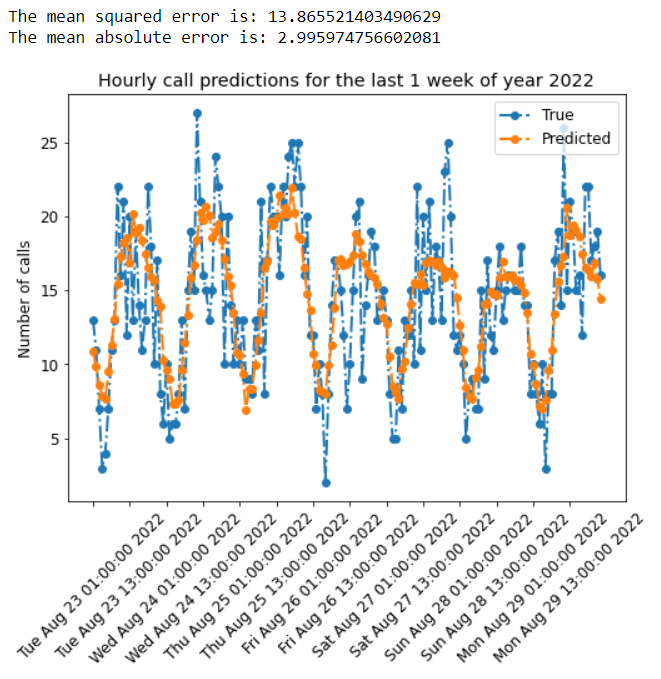 The mean squared error is: 13.865521403490629
The mean absolute error is: 2.995974756602081
Hourly call predictions for the last 1 week of year 2022
True
Predicted
Number of calls
25
20
15
10
5
Tue Aug 23 01:00:00 2022
Tue Aug 23 13:00:00 2022
Wed Aug 24 01:00:00 2022
Wed Aug 24 13:00:00 2022
Thu Aug 25 01:00:00 2022
Thu Aug 25 13:00:00 2022
Fri Aug 26 01:00:00 2022
Fri Aug 26 13:00:00 2022
Sat Aug 27 01:00:00 2022
Sat Aug 27 13:00:00 2022
Sun Aug 28 01:00:00 2022
Sun Aug 28 13:00:00 2022
Mon Aug 29 01:00:00 2022
Mon Aug 29 13:00:00 2022